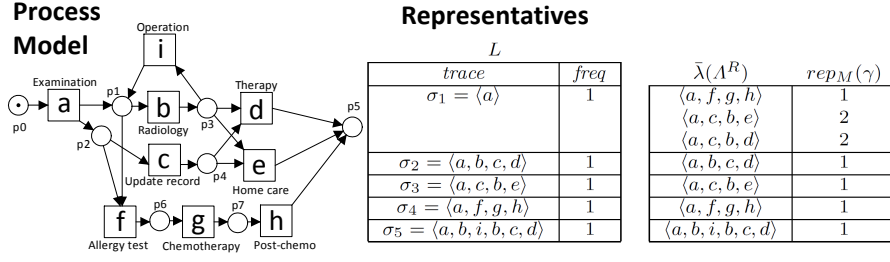 Process Model
Representatives
Operation
i
Examination
a
p0
p1
b
Radiology
p3
Therapy
d
p5
p2
c
Update record
p4
e
Home care
f
Allergy test
p6
g
Chemotherapy
p7
h
Post-chemo
L
trace freq
σ1 = ⟨a⟩ 1
σ2 = ⟨a, b, c, d⟩ 1
σ3 = ⟨a, c, b, e⟩ 1
σ4 = ⟨a, f, g, h⟩ 1
σ5 = ⟨a, b, i, b, c, d⟩ 1
λ̄(Λᴿ) rep_M(γ)
⟨a, f, g, h⟩ 1
⟨a, c, b, e⟩ 2
⟨a, c, b, d⟩ 2
⟨a, b, c, d⟩ 1
⟨a, c, b, e⟩ 1
⟨a, f, g, h⟩ 1
⟨a, b, i, b, c, d⟩ 1